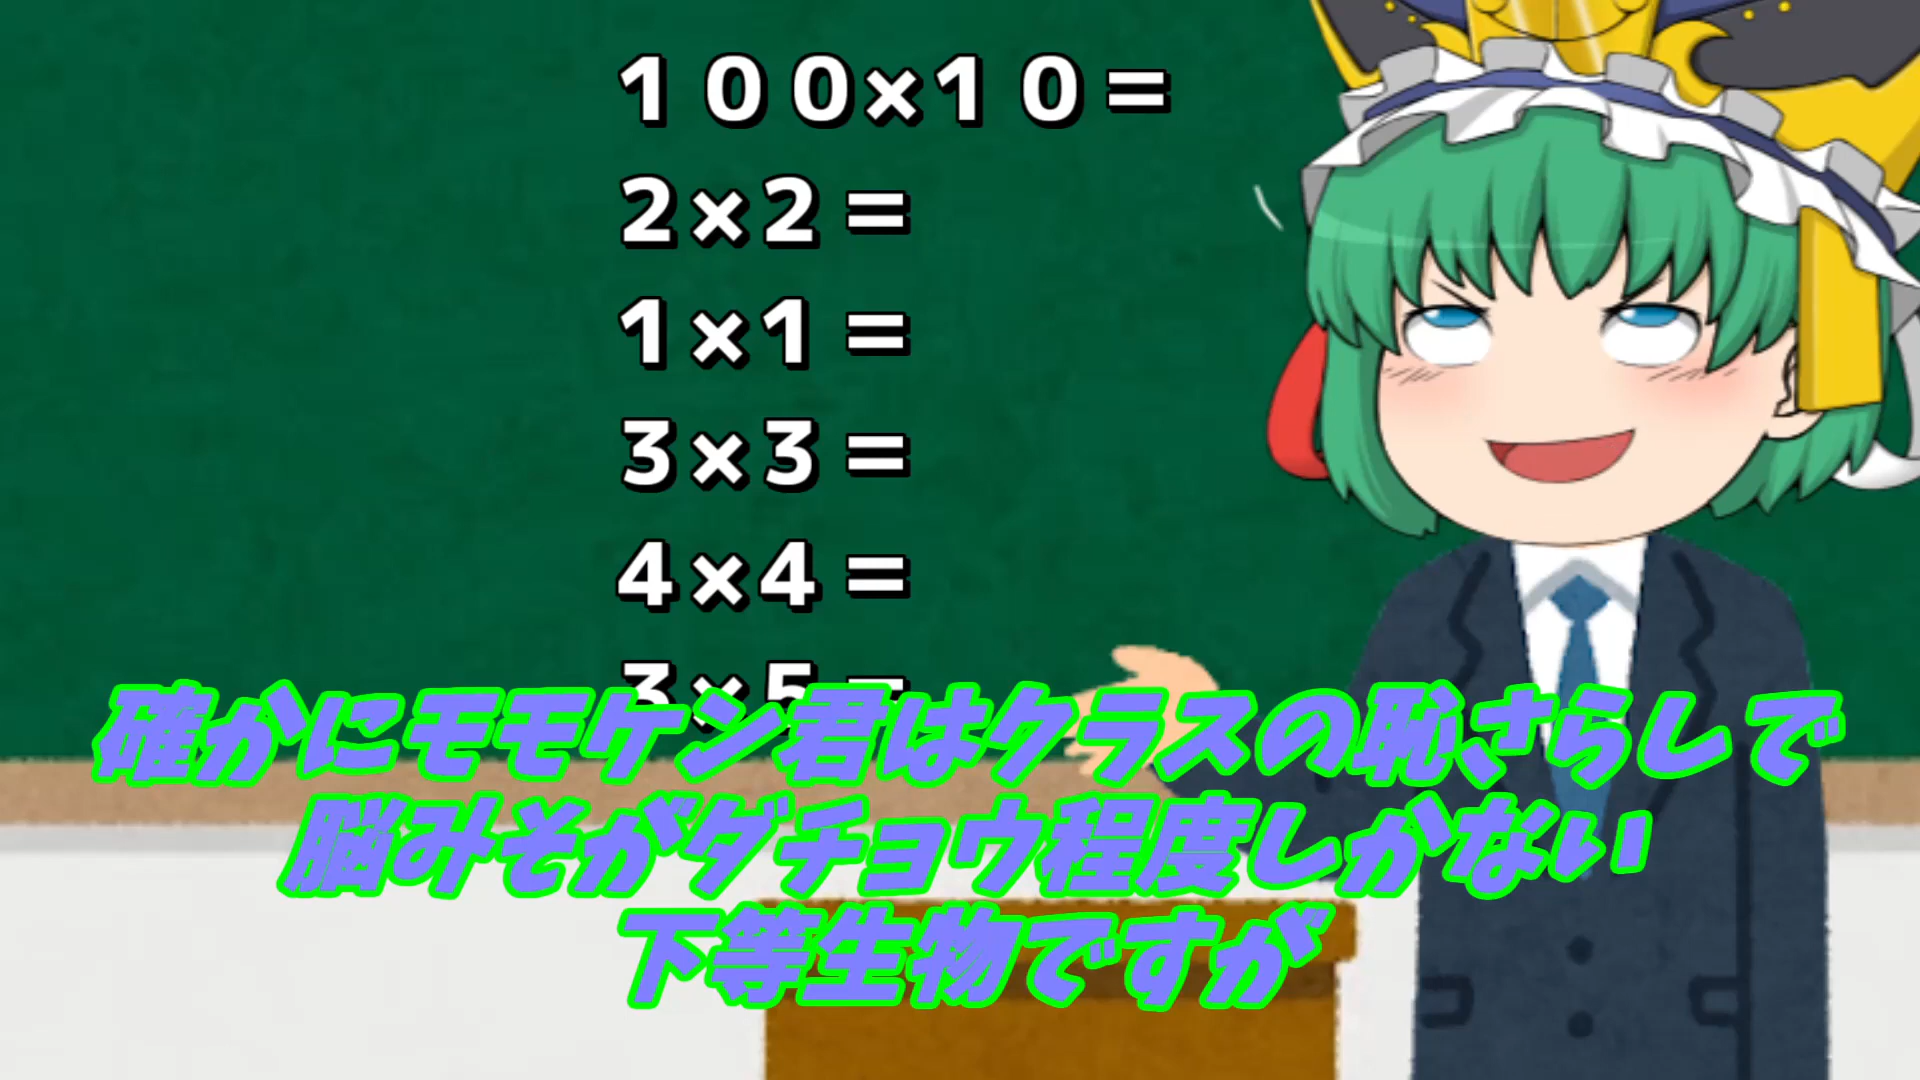 100×10=
2×2=
1×1=
3×3=
4×4=
3×5=
確かにモモケン君はクラスの恥さらしで
脳みそがダチョウ程度しかない
下等生物ですが